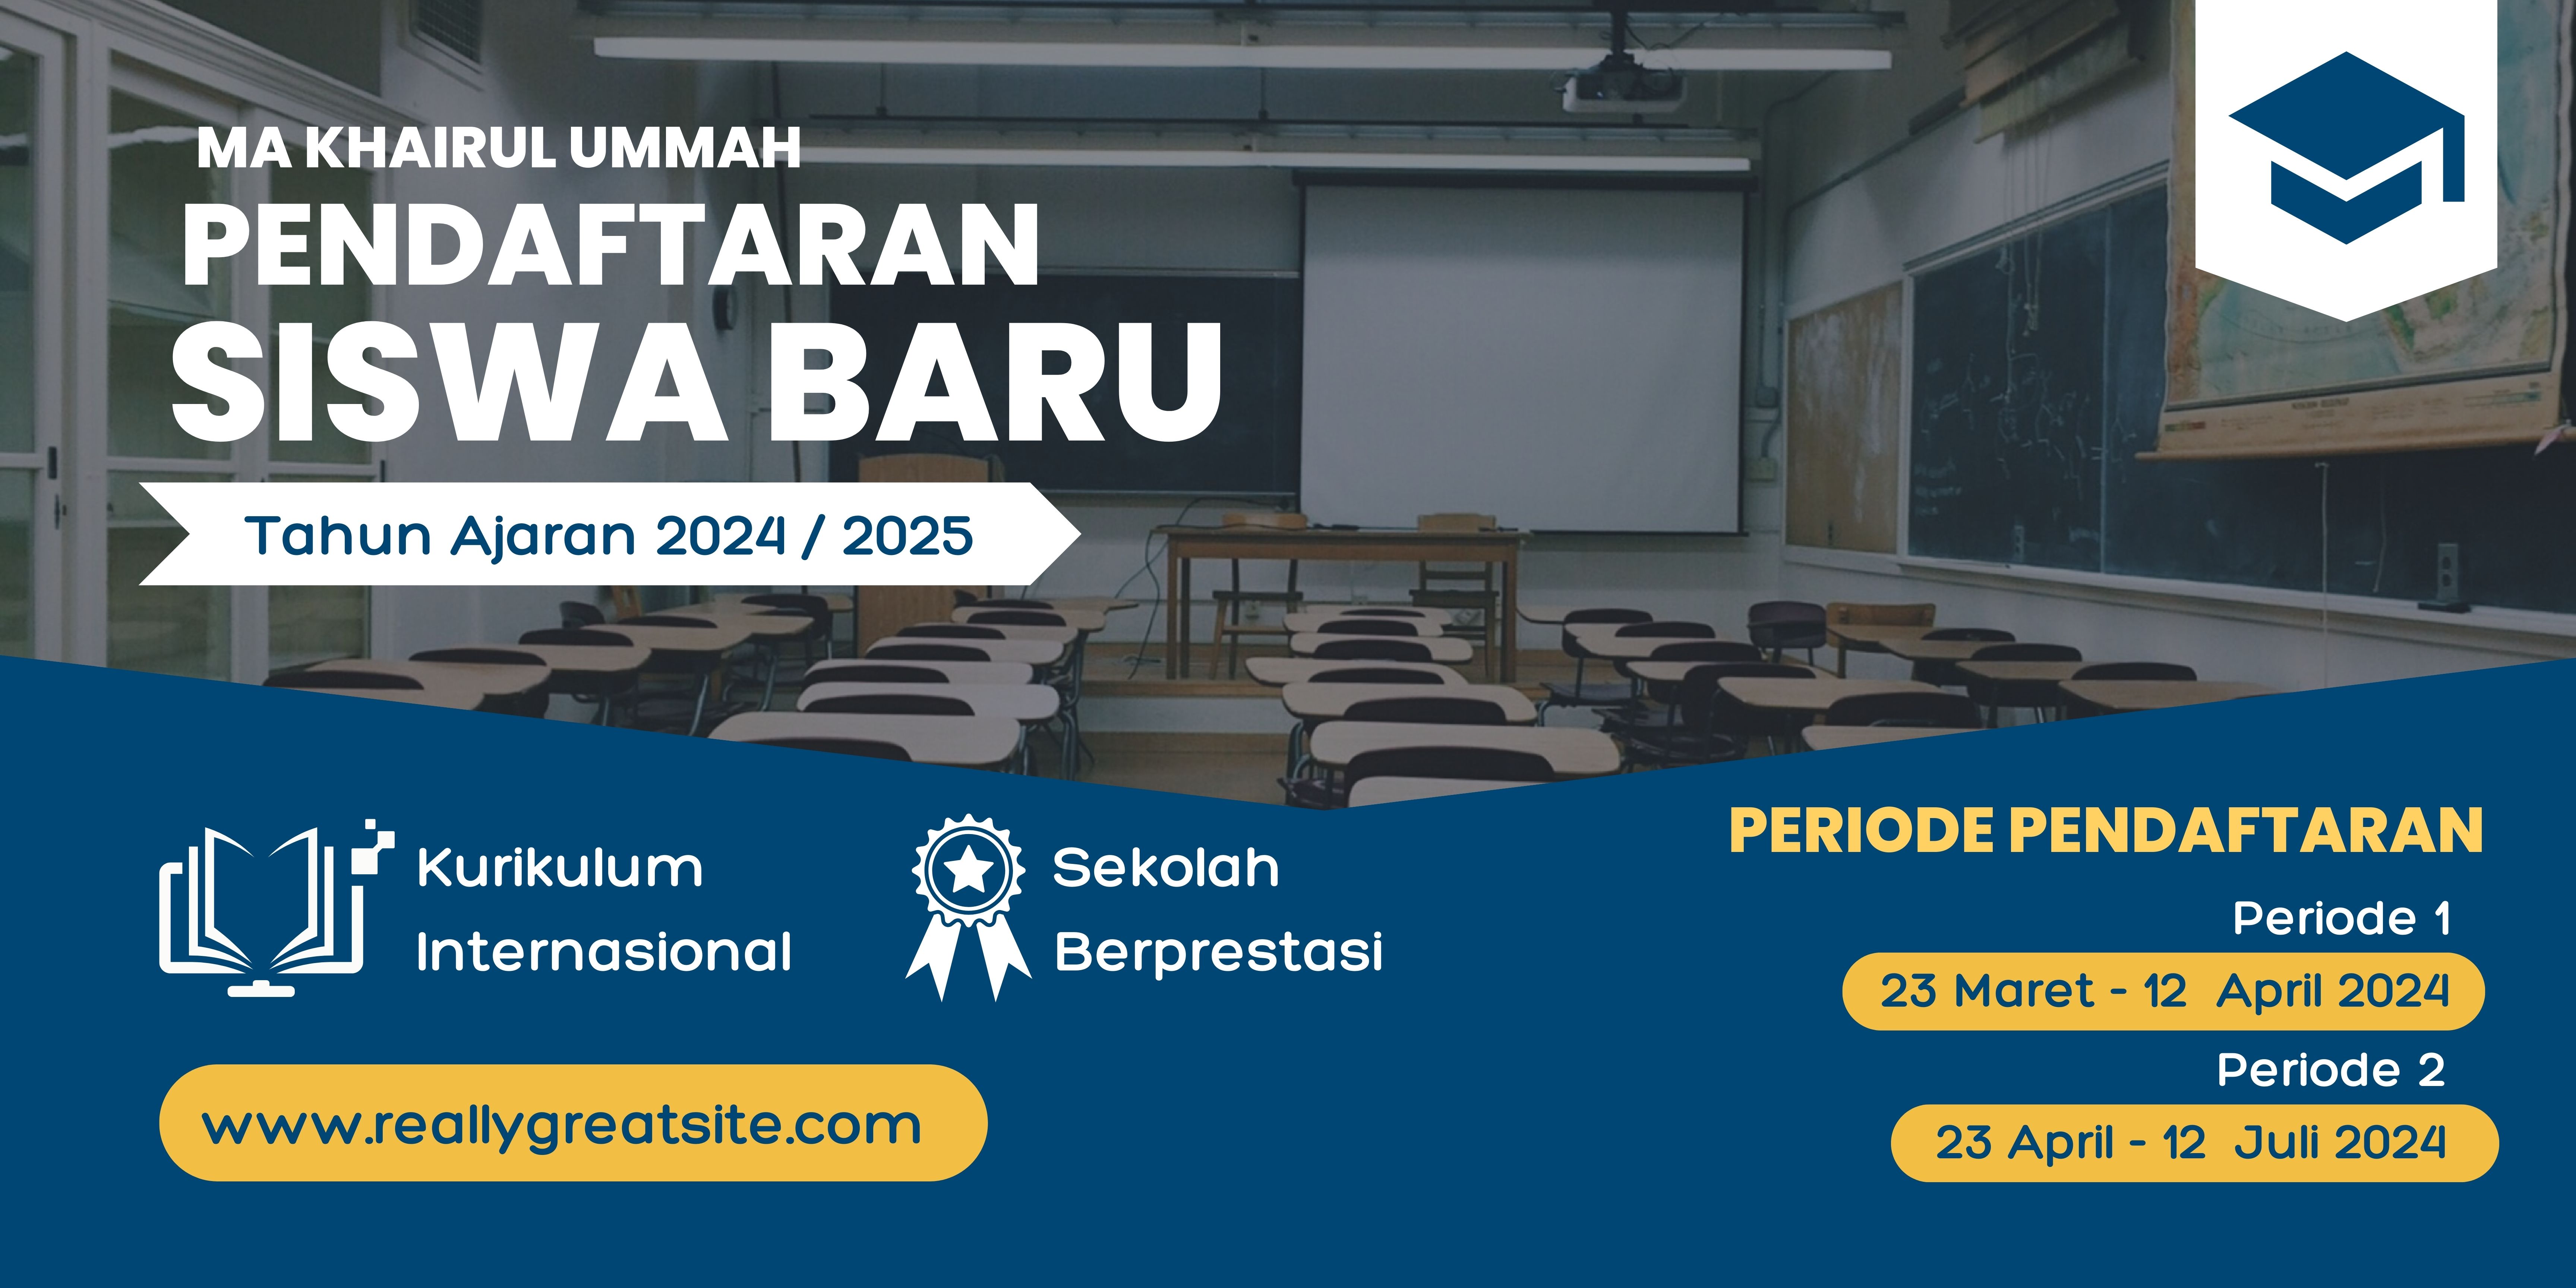 MA KHAIRUL UMMAH
PENDAFTARAN
SISWA BARU
Tahun Ajaran 2024 / 2025
Kurikulum
Internasional
Sekolah
Berprestasi
www.reallygreatsite.com
PERIODE PENDAFTARAN
Periode 1
23 Maret - 12 April 2024
Periode 2
23 April - 12 Juli 2024